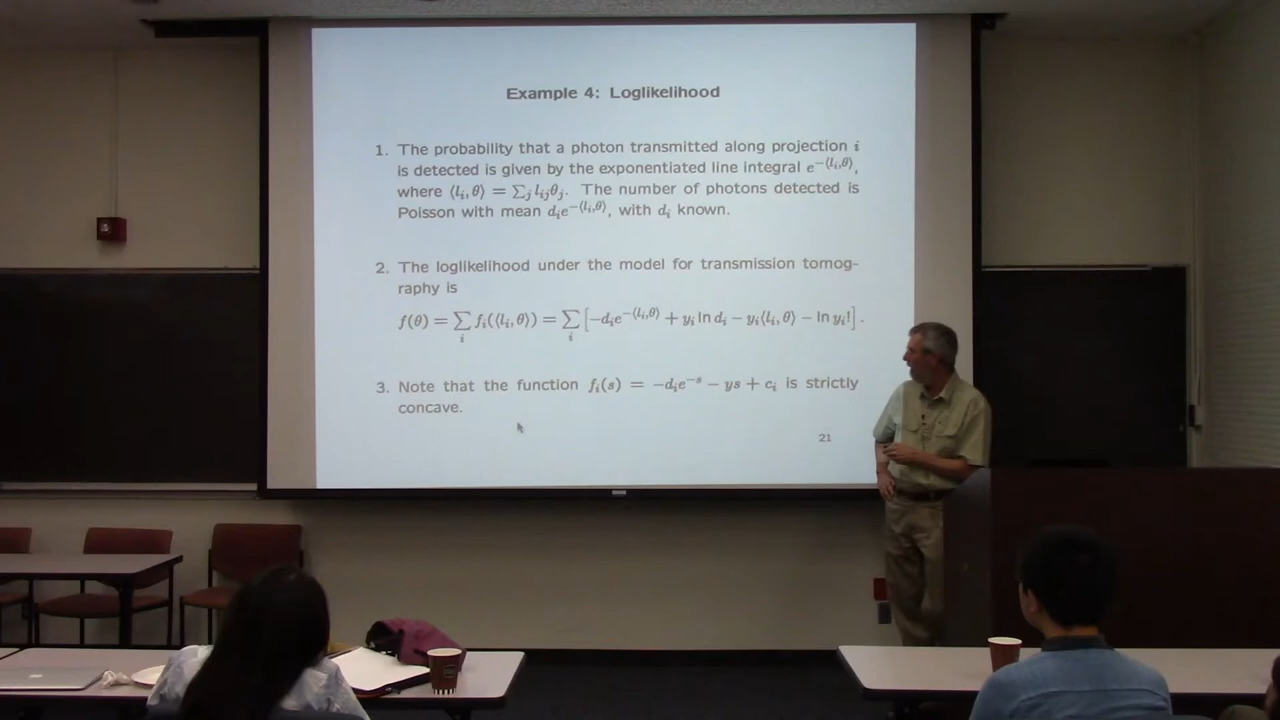 Example 4: Loglikelihood
1. The probability that a photon transmitted along projection i
is detected is given by the exponentiated line integral e^{−⟨l_i,θ⟩},
where ⟨l_i, θ⟩ = ∑_j l_{ij}θ_j. The number of photons detected is
Poisson with mean d_i e^{−⟨l_i,θ⟩}, with d_i known.
2. The loglikelihood under the model for transmission tomog-
raphy is
f(θ) = ∑_i f_i(⟨l_i, θ⟩) = ∑_i [−d_i e^{−⟨l_i,θ⟩} + y_i ln d_i − y_i⟨l_i, θ⟩ − ln y_i!].
3. Note that the function f_i(s) = −d_i e^{−s} − ys + c_i is strictly
concave.
21